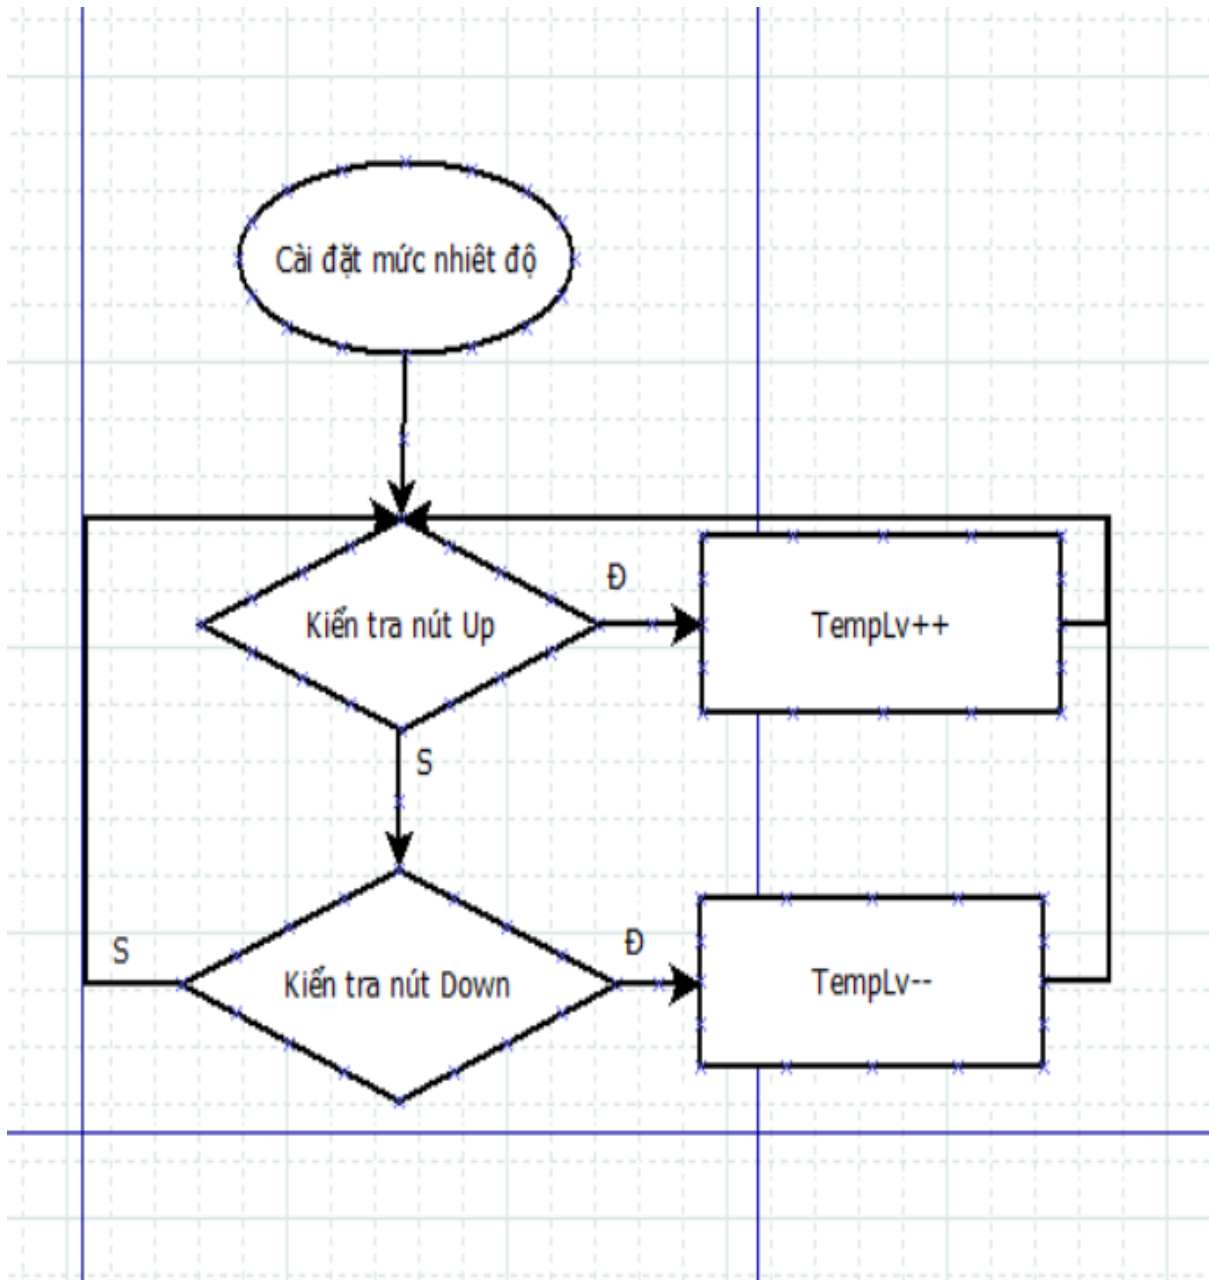 Cài đặt mức nhiêt độ
Đ
Kiển tra nút Up
TempLv++
S
S
Đ
Kiển tra nút Down
TempLv--